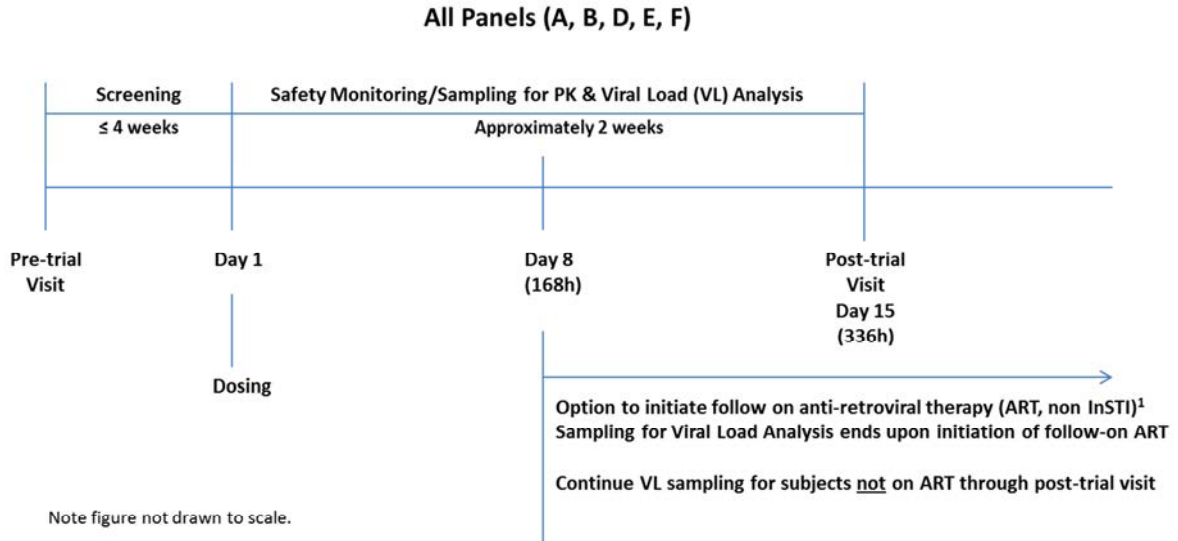 All Panels (A, B, D, E, F)
Screening
Safety Monitoring/Sampling for PK & Viral Load (VL) Analysis
≤ 4 weeks
Approximately 2 weeks
Pre-trial
Visit
Day 1
Day 8
(168h)
Post-trial
Visit
Day 15
(336h)
Dosing
Option to initiate follow on anti-retroviral therapy (ART, non InSTI)¹
Sampling for Viral Load Analysis ends upon initiation of follow-on ART
Continue VL sampling for subjects not on ART through post-trial visit
Note figure not drawn to scale.